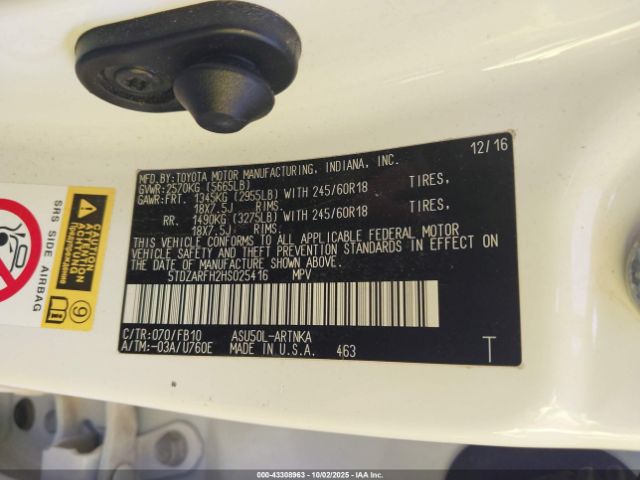 MFD.BY:TOYOTA MOTOR MANUFACTURING, INDIANA, INC. 12/16
GVWR:2570KG (5665LB)
GAWR:FRT. 1345KG (2955LB) WITH 245/60R18 TIRES,
18X7.5J RIMS.
RR. 1490KG (3275LB) WITH 245/60R18 TIRES,
18X7.5J RIMS.
THIS VEHICLE CONFORMS TO ALL APPLICABLE FEDERAL MOTOR
VEHICLE SAFETY AND THEFT PREVENTION STANDARDS IN EFFECT ON
THE DATE OF MANUFACTURE SHOWN ABOVE.
5TDZARFH2HS025416 MPV
C/TR:070/FB10 ASU50L-ARTNKA
A/TM:-03A/U760E MADE IN U.S.A. 463 T
SRS SIDE AIRBAG
CAUTION
9
000-43308963 | 10/02/2025 | IAA Inc.